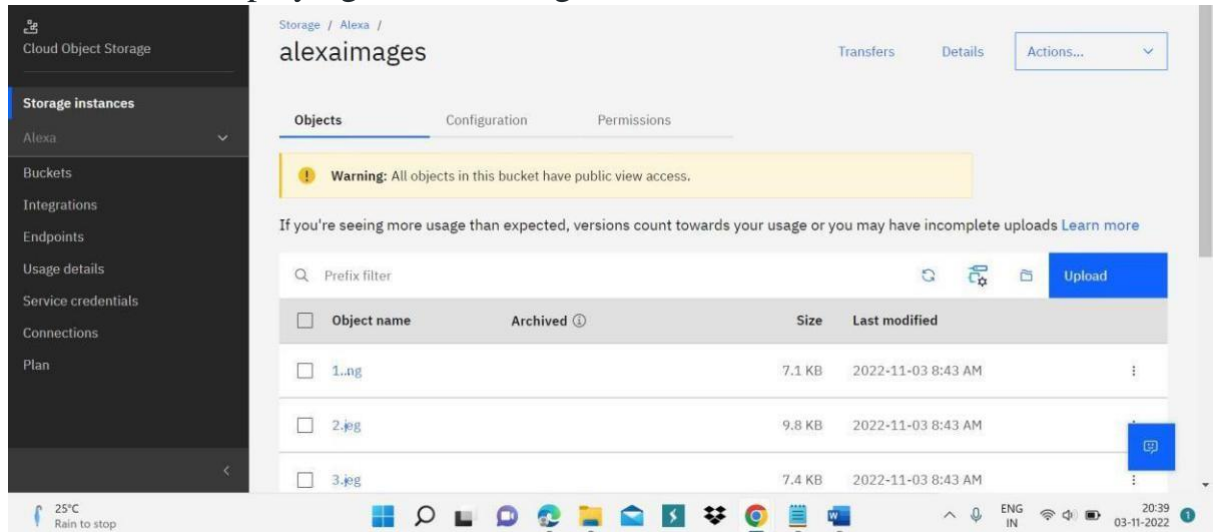 Cloud Object Storage
Storage instances
Alexa
Buckets
Integrations
Endpoints
Usage details
Service credentials
Connections
Plan
Storage / Alexa /
alexaimages
Transfers Details Actions...
Objects Configuration Permissions
Warning: All objects in this bucket have public view access.
If you're seeing more usage than expected, versions count towards your usage or you may have incomplete uploads Learn more
Prefix filter Upload
Object name Archived Size Last modified
1..ng 7.1 KB 2022-11-03 8:43 AM
2.jeg 9.8 KB 2022-11-03 8:43 AM
3.jeg 7.4 KB 2022-11-03 8:43 AM
25°C
Rain to stop
ENG
IN
20:39
03-11-2022
1